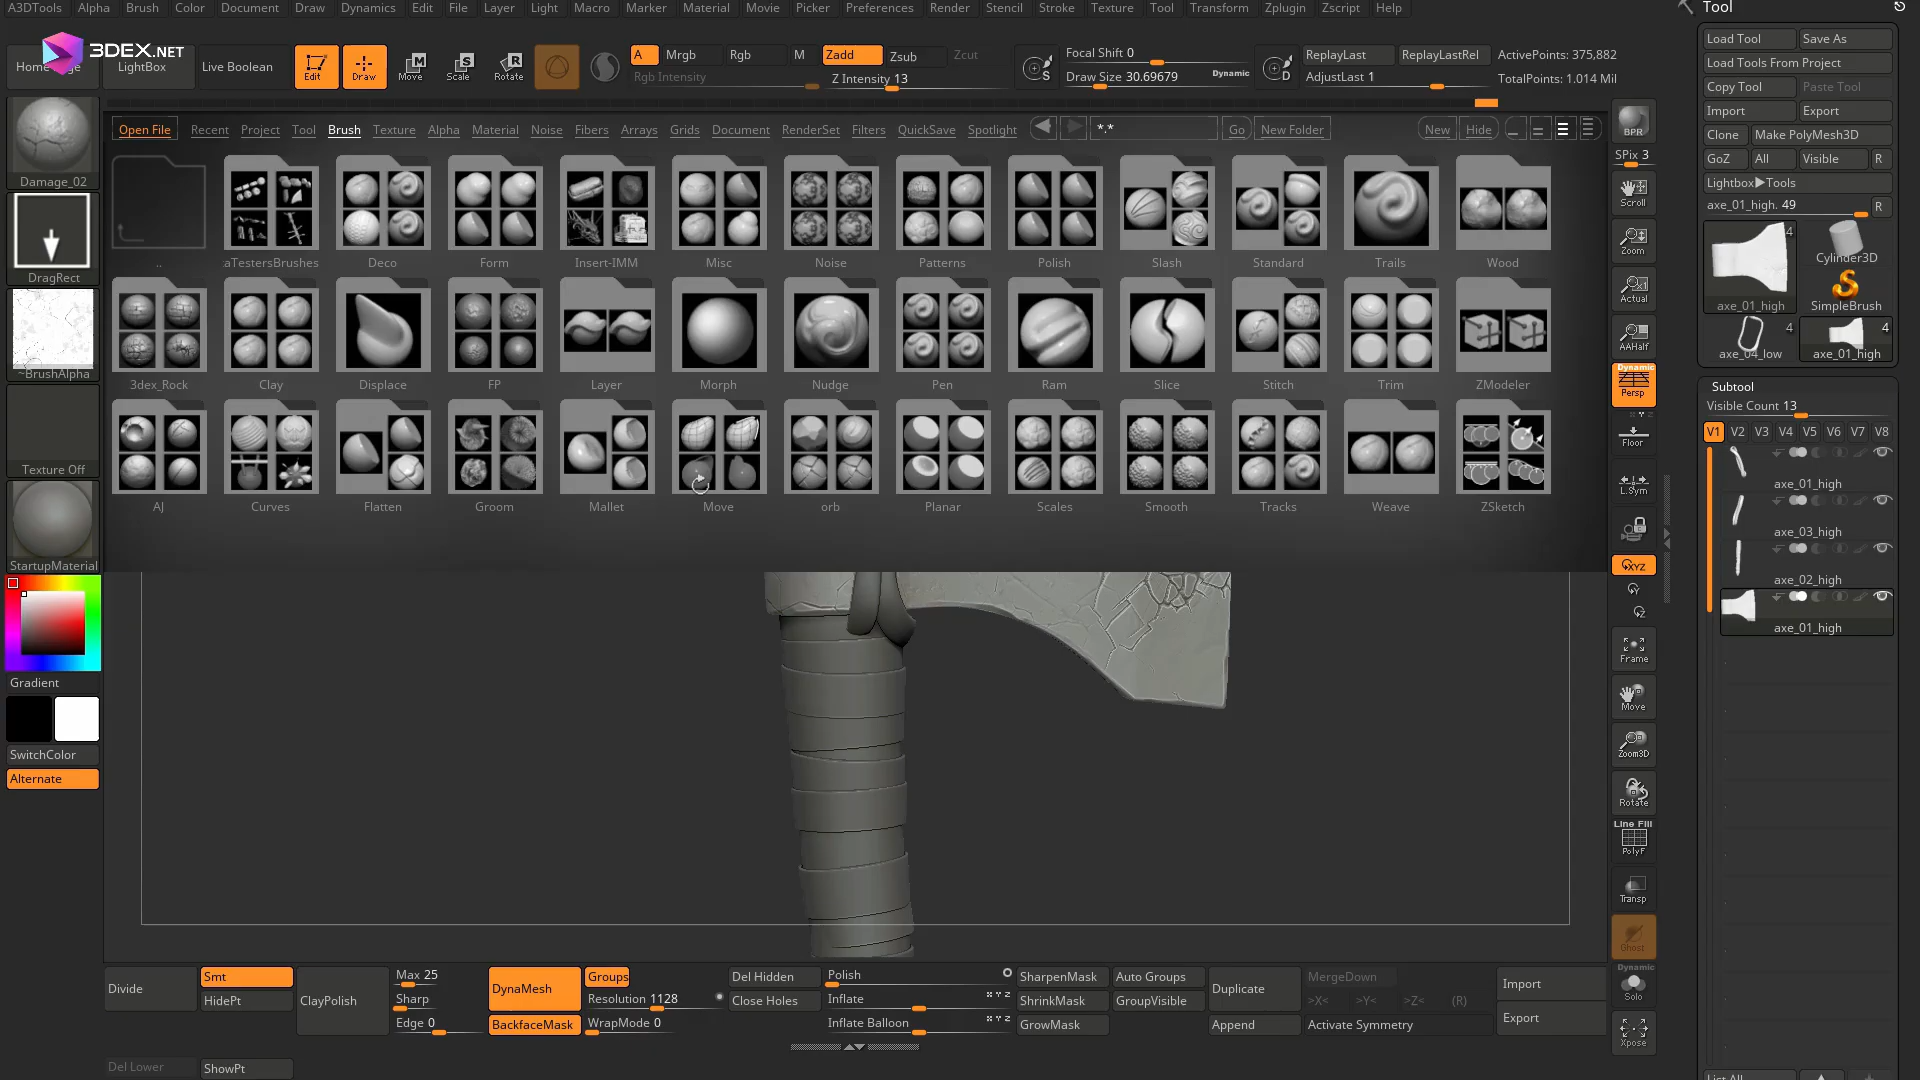 A3DTools Alpha Brush Color Document Draw Dynamics Edit File Layer Light Macro Marker Material Movie Picker Preferences Render Stencil Stroke Texture Tool Transform Zplugin Zscript Help
3DEX.NET
LightBox
Live Boolean
Edit
Draw
Move
Scale
Rotate
A
Mrgb
Rgb
M
Zadd
Zsub
Zcut
Rgb Intensity
Z Intensity 13
S
Focal Shift 0
Draw Size 30.69679
Dynamic
D
ReplayLast
ReplayLastRel
AdjustLast 1
ActivePoints: 375,882
TotalPoints: 1.014 Mil
Open File Recent Project Tool Brush Texture Alpha Material Noise Fibers Arrays Grids Document RenderSet Filters QuickSave Spotlight
*.*
Go
New Folder
New
Hide
..
aTestersBrushes
Deco
Form
Insert-IMM
Misc
Noise
Patterns
Polish
Slash
Standard
Trails
Wood
3dex_Rock
Clay
Displace
FP
Layer
Morph
Nudge
Pen
Ram
Slice
Stitch
Trim
ZModeler
AJ
Curves
Flatten
Groom
Mallet
Move
orb
Planar
Scales
Smooth
Tracks
Weave
ZSketch
Damage_02
DragRect
~BrushAlpha
Texture Off
StartupMaterial
Gradient
SwitchColor
Alternate
BPR
SPix 3
Scroll
Zoom
Actual
AAHalf
Dynamic
Persp
Floor
L.Sym
XYZ
Y
Z
Frame
Move
Zoom3D
Rotate
Line Fill
PolyF
Transp
Ghost
Dynamic
Solo
Xpose
Tool
Load Tool
Save As
Load Tools From Project
Copy Tool
Paste Tool
Import
Export
Clone
Make PolyMesh3D
GoZ
All
Visible
R
Lightbox▶Tools
axe_01_high. 49
R
4
axe_01_high
Cylinder3D
SimpleBrush
4
axe_04_low
4
axe_01_high
Subtool
Visible Count 13
V1 V2 V3 V4 V5 V6 V7 V8
axe_01_high
axe_03_high
axe_02_high
axe_01_high
Divide
Smt
HidePt
ClayPolish
Max 25
Sharp
Edge 0
DynaMesh
BackfaceMask
Groups
Resolution 1128
WrapMode 0
Del Hidden
Close Holes
Polish
Inflate
Inflate Balloon
SharpenMask
ShrinkMask
GrowMask
Auto Groups
GroupVisible
Duplicate
Append
MergeDown
>X< >Y< >Z< (R)
Activate Symmetry
Import
Export
Del Lower
ShowPt